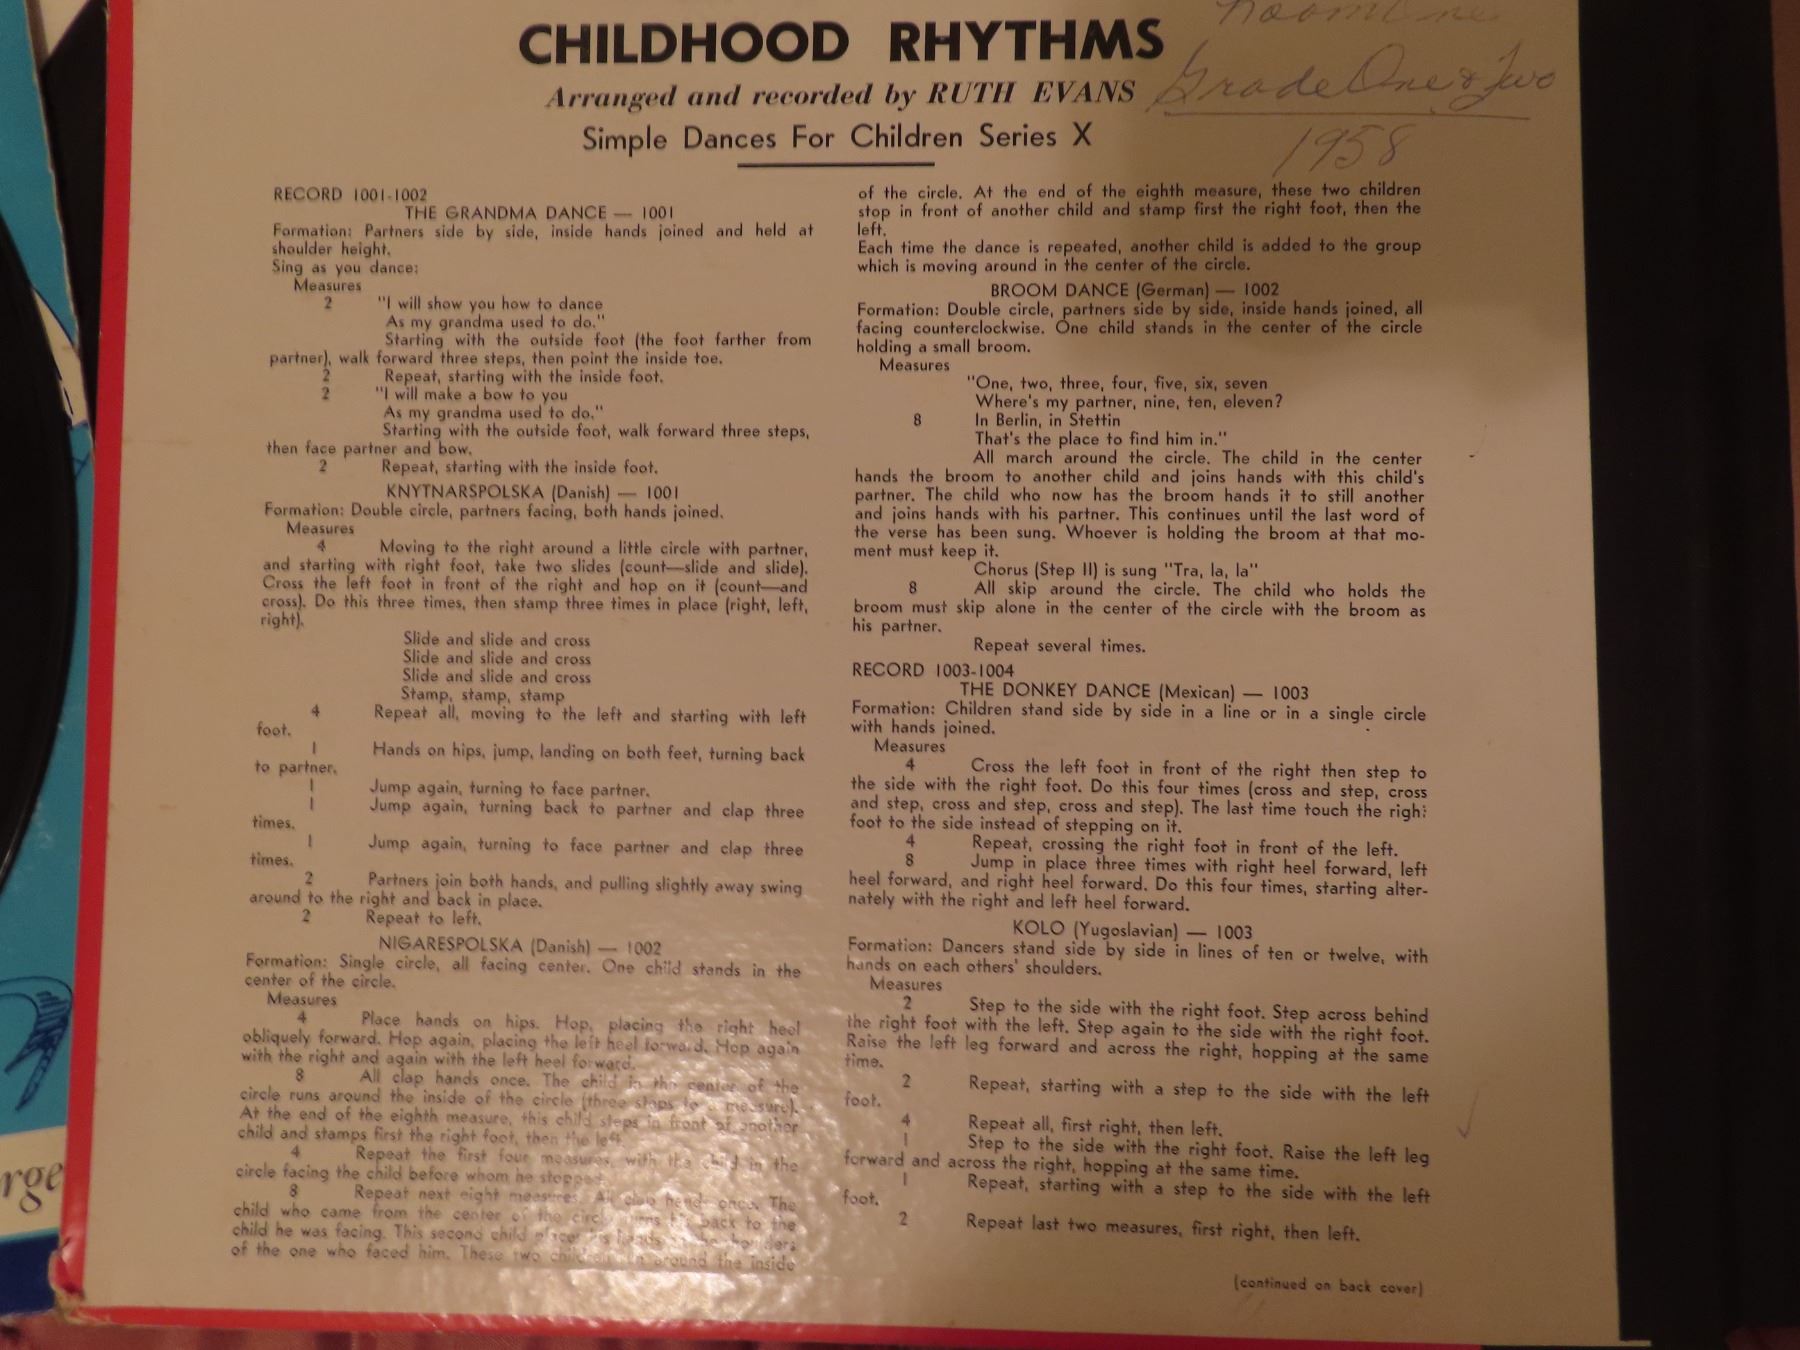 CHILDHOOD RHYTHMS
Arranged and recorded by RUTH EVANS
Simple Dances For Children Series X
Room One
Grade One & Two
1958
RECORD 1001-1002
THE GRANDMA DANCE — 1001
Formation: Partners side by side, inside hands joined and held at
shoulder height.
Sing as you dance:
Measures
2 "I will show you how to dance
As my grandma used to do."
Starting with the outside foot (the foot farther from
partner), walk forward three steps, then point the inside toe.
2 Repeat, starting with the inside foot.
2 "I will make a bow to you
As my grandma used to do."
Starting with the outside foot, walk forward three steps,
then face partner and bow.
2 Repeat, starting with the inside foot.
KNYTNARSPOLSKA (Danish) — 1001
Formation: Double circle, partners facing, both hands joined.
Measures
4 Moving to the right around a little circle with partner,
and starting with right foot, take two slides (count—slide and slide).
Cross the left foot in front of the right and hop on it (count—and
cross). Do this three times, then stamp three times in place (right, left,
right).
Slide and slide and cross
Slide and slide and cross
Slide and slide and cross
Stamp, stamp, stamp
4 Repeat all, moving to the left and starting with left
foot.
1 Hands on hips, jump, landing on both feet, turning back
to partner.
1 Jump again, turning to face partner.
1 Jump again, turning back to partner and clap three
times.
1 Jump again, turning to face partner and clap three
times.
2 Partners join both hands, and pulling slightly away swing
around to the right and back in place.
2 Repeat to left.
NIGARESPOLSKA (Danish) — 1002
Formation: Single circle, all facing center. One child stands in the
center of the circle.
Measures
4 Place hands on hips. Hop, placing the right heel
obliquely forward. Hop again, placing the left heel forward. Hop again
with the right and again with the left heel forward.
8 All clap hands once. The child in the center of the
circle runs around the inside of the circle (three steps to a measure).
At the end of the eighth measure, this child stops in front of another
child and stamps first the right foot, then the left.
4 Repeat the first four measures, with the child in the
circle facing the child before whom he stopped.
8 Repeat next eight measures. All clap hands once. The
child who came from the center of the circle turns his back to the
child he was facing. This second child places his hands the shoulders
of the one who faced him. These two children run around the inside
of the circle. At the end of the eighth measure, these two children
stop in front of another child and stamp first the right foot, then the
left.
Each time the dance is repeated, another child is added to the group
which is moving around in the center of the circle.
BROOM DANCE (German) — 1002
Formation: Double circle, partners side by side, inside hands joined, all
facing counterclockwise. One child stands in the center of the circle
holding a small broom.
Measures
"One, two, three, four, five, six, seven
Where's my partner, nine, ten, eleven?
8 In Berlin, in Stettin
That's the place to find him in."
All march around the circle. The child in the center
hands the broom to another child and joins hands with this child's
partner. The child who now has the broom hands it to still another
and joins hands with his partner. This continues until the last word of
the verse has been sung. Whoever is holding the broom at that mo-
ment must keep it.
Chorus (Step II) is sung "Tra, la, la"
8 All skip around the circle. The child who holds the
broom must skip alone in the center of the circle with the broom as
his partner.
Repeat several times.
RECORD 1003-1004
THE DONKEY DANCE (Mexican) — 1003
Formation: Children stand side by side in a line or in a single circle
with hands joined.
Measures
4 Cross the left foot in front of the right then step to
the side with the right foot. Do this four times (cross and step, cross
and step, cross and step, cross and step). The last time touch the right
foot to the side instead of stepping on it.
4 Repeat, crossing the right foot in front of the left.
8 Jump in place three times with right heel forward, left
heel forward, and right heel forward. Do this four times, starting alter-
nately with the right and left heel forward.
KOLO (Yugoslavian) — 1003
Formation: Dancers stand side by side in lines of ten or twelve, with
hands on each others' shoulders.
Measures
2 Step to the side with the right foot. Step across behind
the right foot with the left. Step again to the side with the right foot.
Raise the left leg forward and across the right, hopping at the same
time.
2 Repeat, starting with a step to the side with the left
foot.
4 Repeat all, first right, then left.
1 Step to the side with the right foot. Raise the left leg
forward and across the right, hopping at the same time.
1 Repeat, starting with a step to the side with the left
foot.
2 Repeat last two measures, first right, then left.
(continued on back cover)